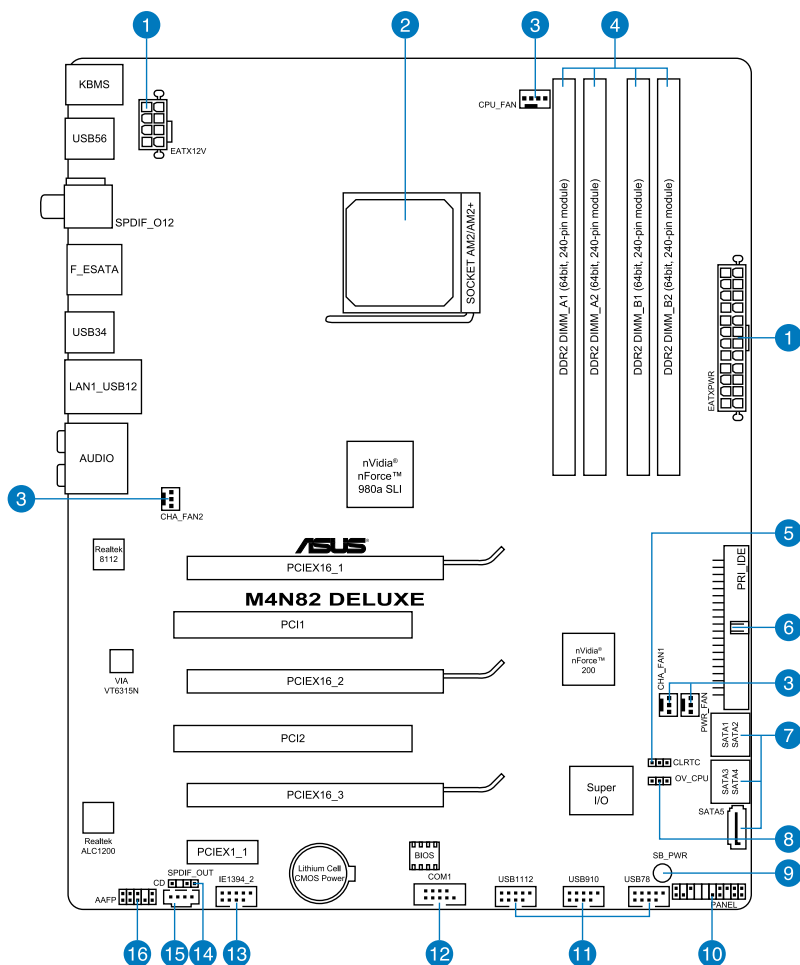 1
2
3
4
KBMS
CPU_FAN
USB56
EATX12V
SPDIF_O12
SOCKET AM2/AM2+
DDR2 DIMM_A1 (64bit, 240-pin module)
DDR2 DIMM_A2 (64bit, 240-pin module)
DDR2 DIMM_B1 (64bit, 240-pin module)
DDR2 DIMM_B2 (64bit, 240-pin module)
F_ESATA
USB34
1
EATXPWR
LAN1_USB12
AUDIO
nVidia®
nForce™
980a SLI
3
CHA_FAN2
5
Realtek
8112
ASUS
PCIEX16_1
PRI_IDE
M4N82 DELUXE
PCI1
6
nVidia®
nForce™
200
VIA
VT6315N
PCIEX16_2
CHA_FAN1
PWR_FAN
3
PCI2
SATA1
SATA2
7
CLRTC
OV_CPU
SATA3
SATA4
PCIEX16_3
Super
I/O
SATA5
8
Realtek
ALC1200
PCIEX1_1
Lithium Cell
CMOS Power
BIOS
SB_PWR
9
SPDIF_OUT
CD
IE1394_2
COM1
USB1112
USB910
USB78
AAFP
PANEL
16
15
14
13
12
11
10